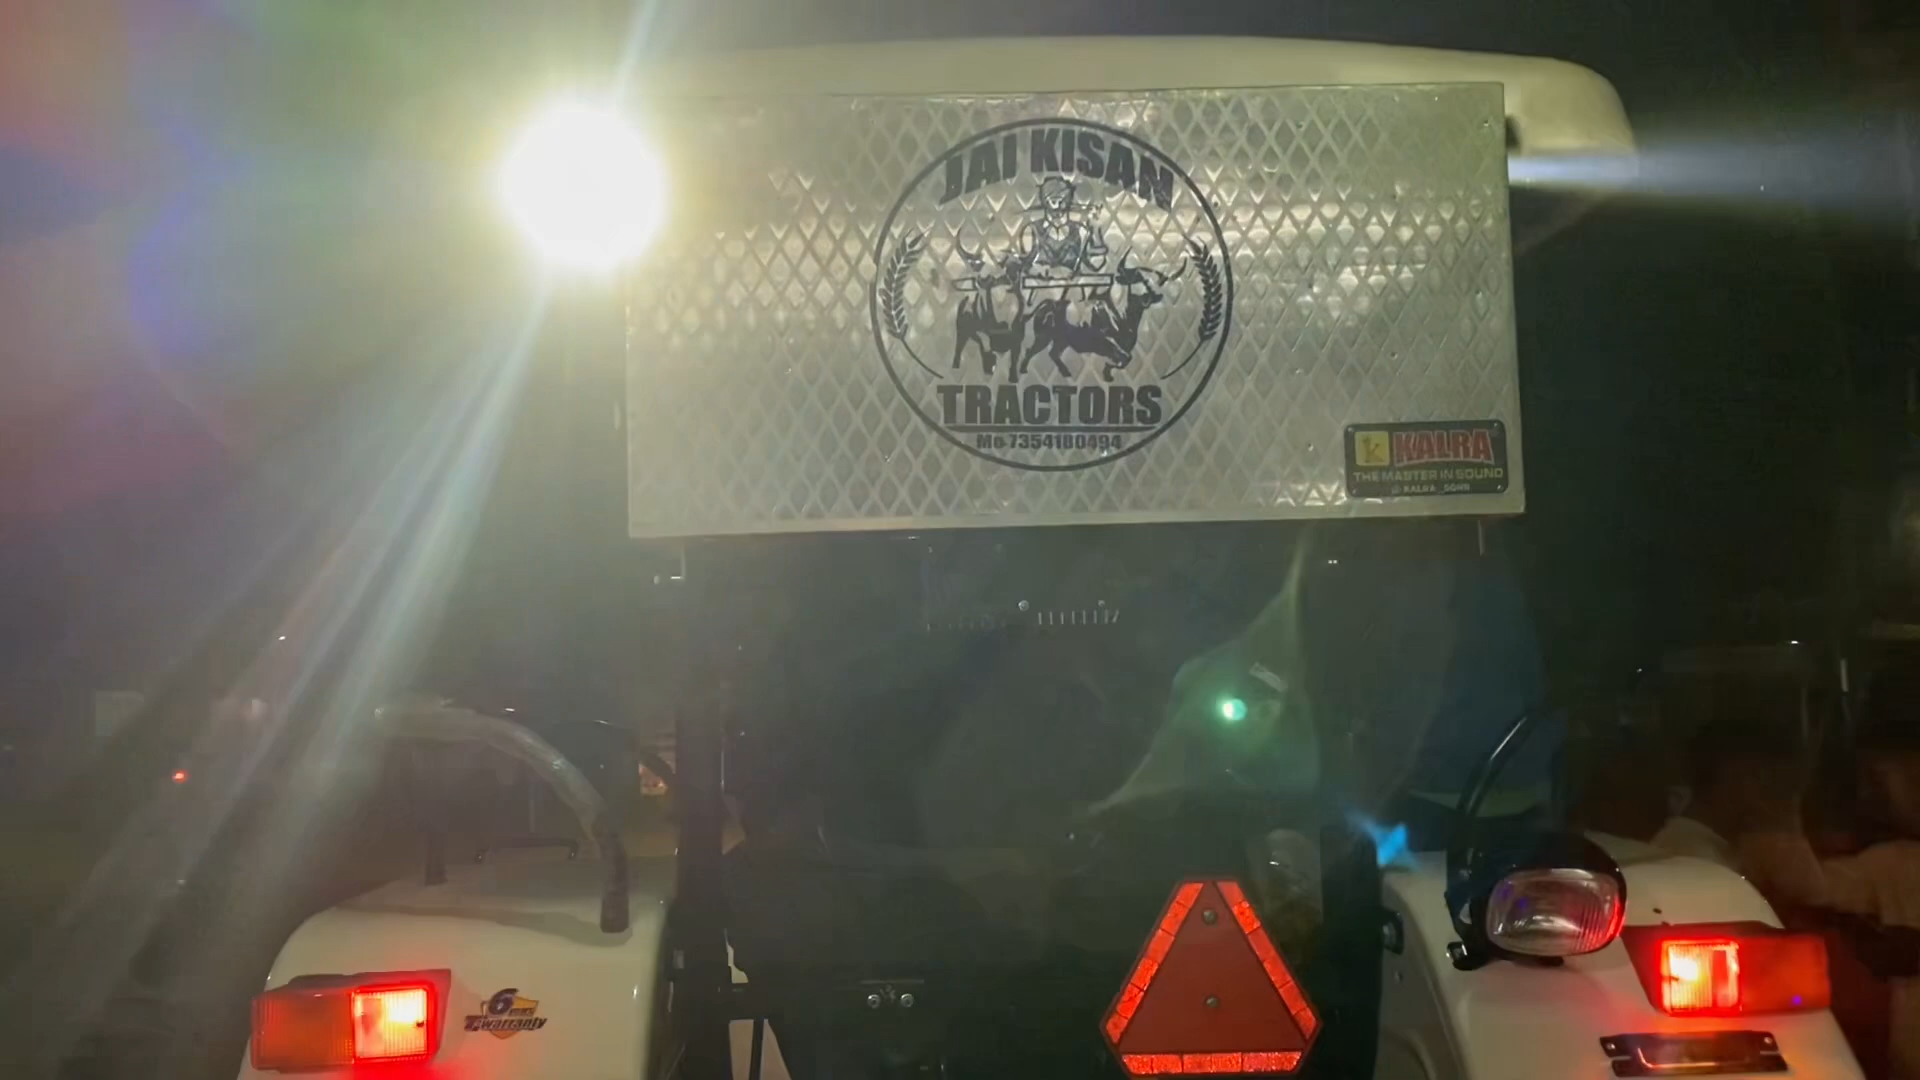 JAI KISAN
TRACTORS
Mo 7354180494
k KALRA
THE MASTER IN SOUND
6
warranty